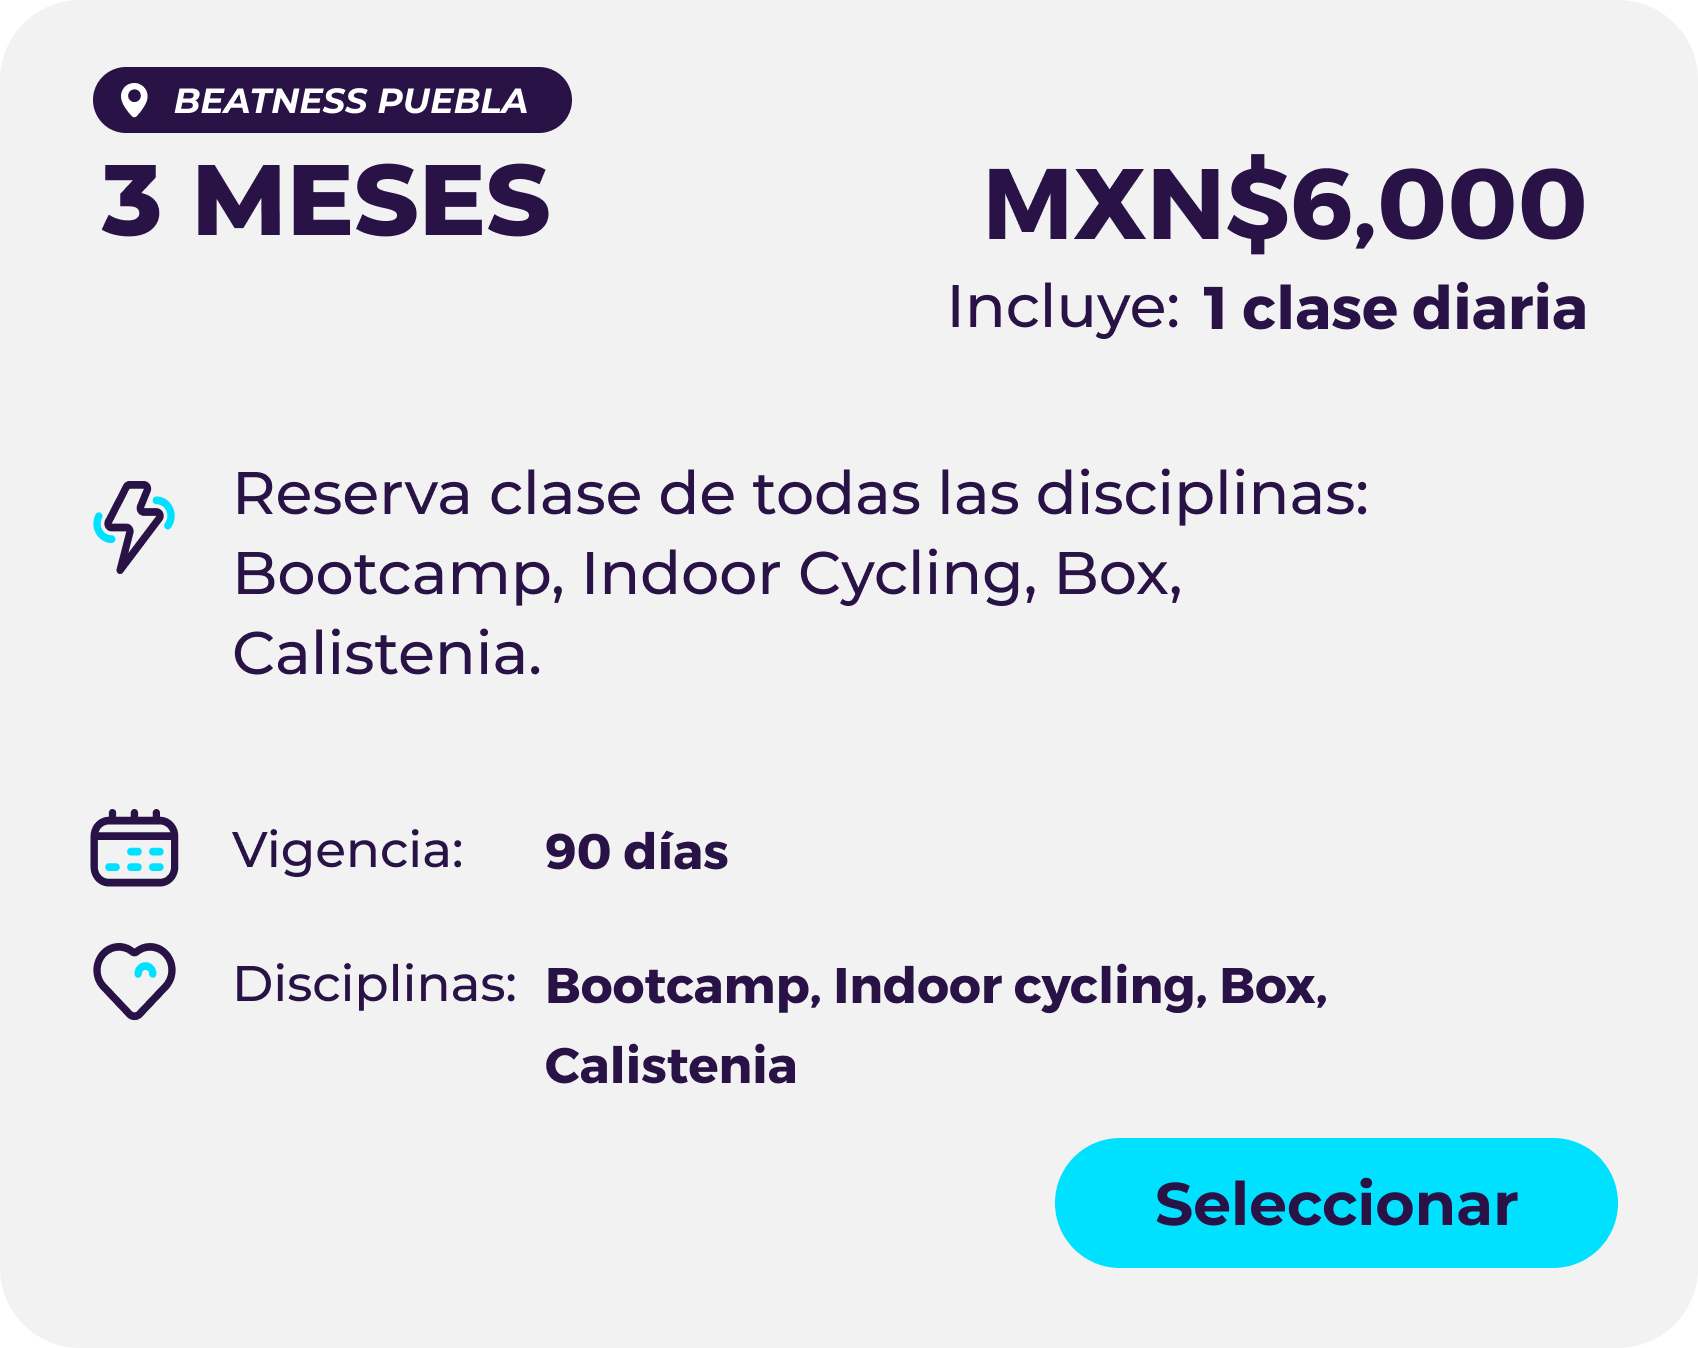 BEATNESS PUEBLA
3 MESES
MXN$6,000
Incluye: 1 clase diaria
Reserva clase de todas las disciplinas:
Bootcamp, Indoor Cycling, Box,
Calistenia.
Vigencia: 90 días
Disciplinas: Bootcamp, Indoor cycling, Box,
Calistenia
Seleccionar